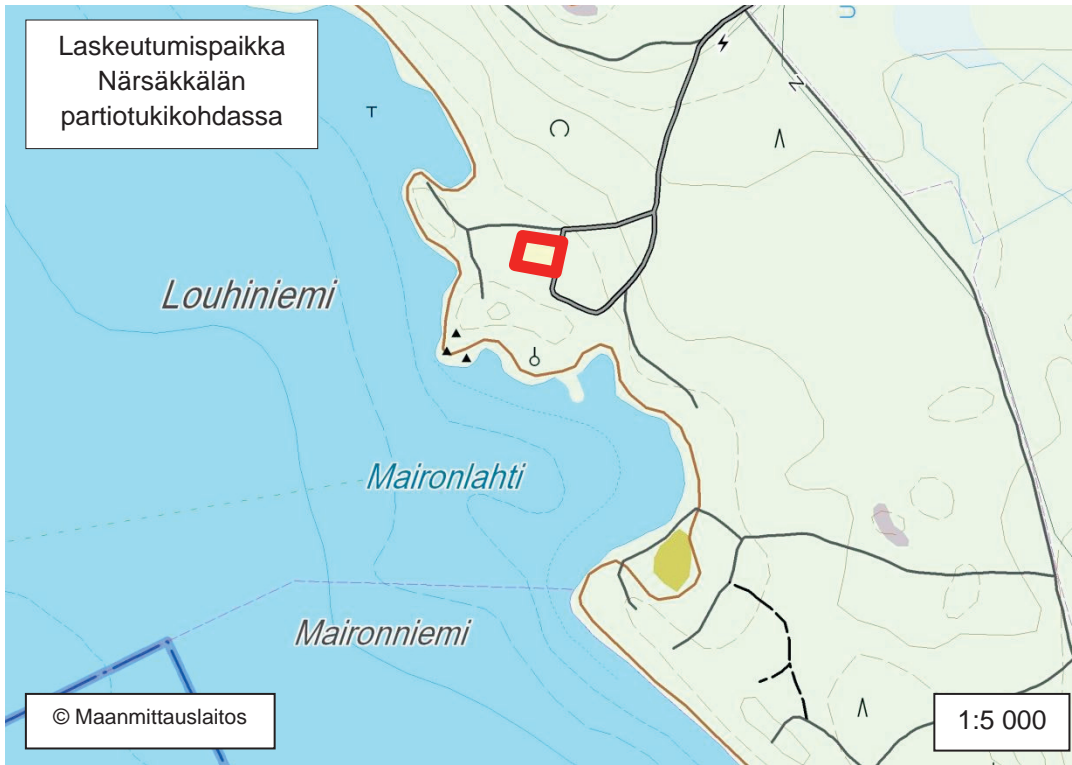 Laskeutumispaikka
Närsäkkälän
partiotukikohdassa
Louhiniemi
Maironlahti
Maironniemi
© Maanmittauslaitos
1:5 000